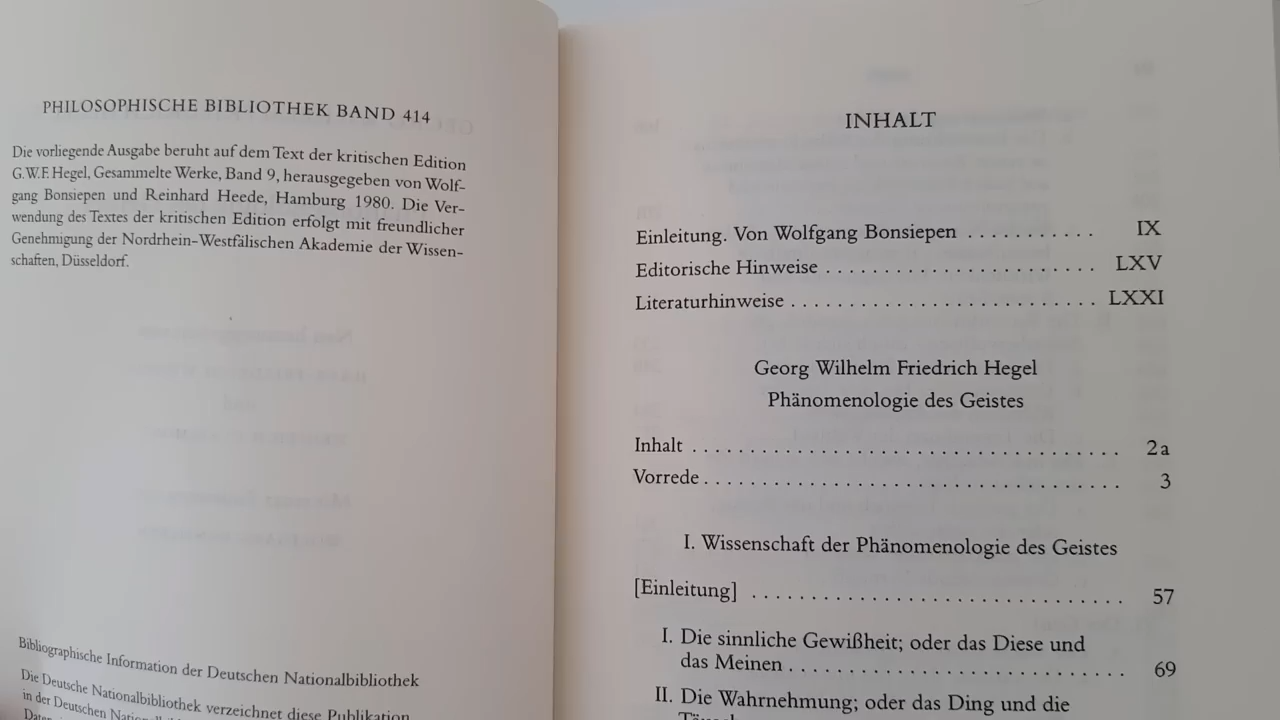 PHILOSOPHISCHE BIBLIOTHEK BAND 414
Die vorliegende Ausgabe beruht auf dem Text der kritischen Edition
G.W.F. Hegel, Gesammelte Werke, Band 9, herausgegeben von Wolf-
gang Bonsiepen und Reinhard Heede, Hamburg 1980. Die Ver-
wendung des Textes der kritischen Edition erfolgt mit freundlicher
Genehmigung der Nordrhein-Westfälischen Akademie der Wissen-
schaften, Düsseldorf.
Bibliographische Information der Deutschen Nationalbibliothek
Die Deutsche Nationalbibliothek verzeichnet diese Publikation
in der Deutschen
INHALT
Einleitung. Von Wolfgang Bonsiepen . . . . . . . . . . . IX
Editorische Hinweise . . . . . . . . . . . . . . . . . . . . . . . LXV
Literaturhinweise . . . . . . . . . . . . . . . . . . . . . . . . . . LXXI
Georg Wilhelm Friedrich Hegel
Phänomenologie des Geistes
Inhalt . . . . . . . . . . . . . . . . . . . . . . . . . . . . . . . . . . . . 2a
Vorrede . . . . . . . . . . . . . . . . . . . . . . . . . . . . . . . . . . . 3
I. Wissenschaft der Phänomenologie des Geistes
[Einleitung] . . . . . . . . . . . . . . . . . . . . . . . . . . . . . . . 57
I. Die sinnliche Gewißheit; oder das Diese und
das Meinen . . . . . . . . . . . . . . . . . . . . . . . . . . . . 69
II. Die Wahrnehmung; oder das Ding und die